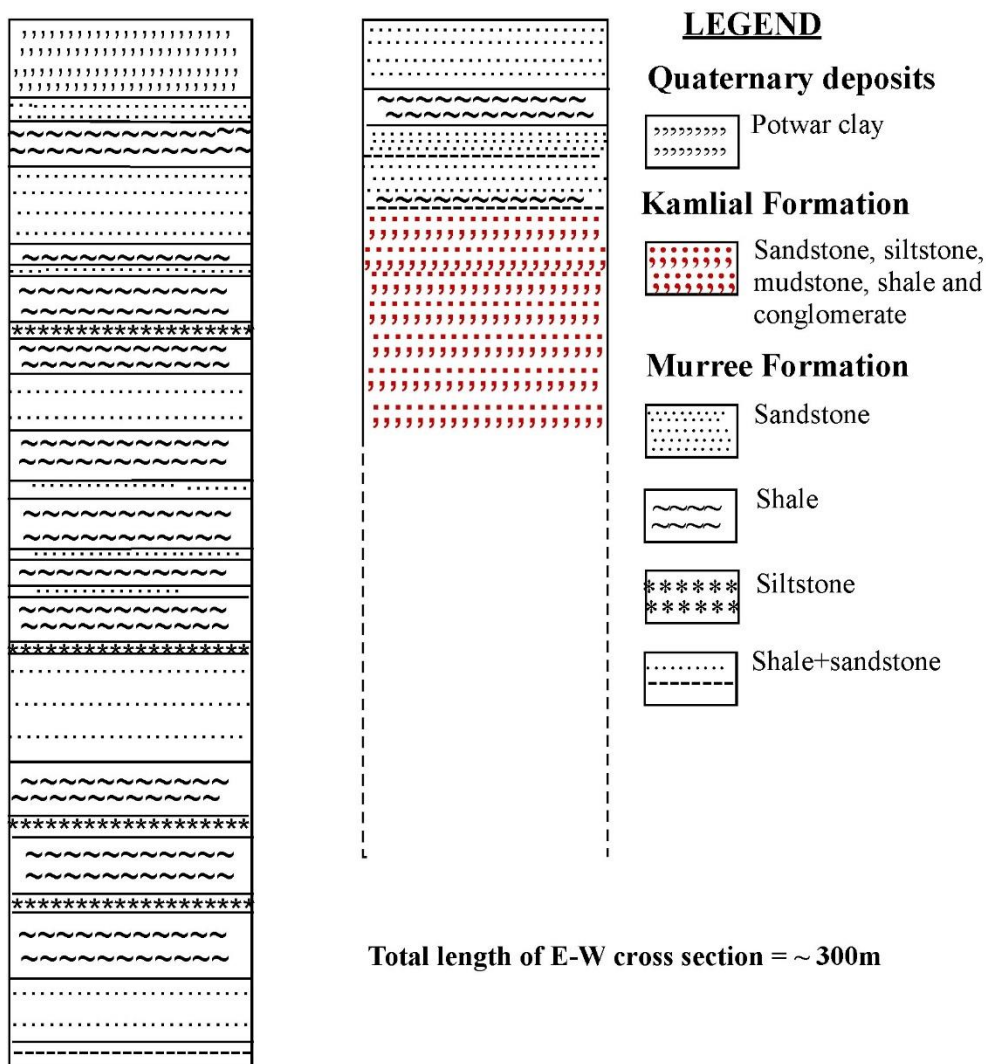 LEGEND
Quaternary deposits
Potwar clay
Kamlial Formation
Sandstone, siltstone,
mudstone, shale and
conglomerate
Murree Formation
Sandstone
Shale
Siltstone
Shale+sandstone
Total length of E-W cross section = ~ 300m